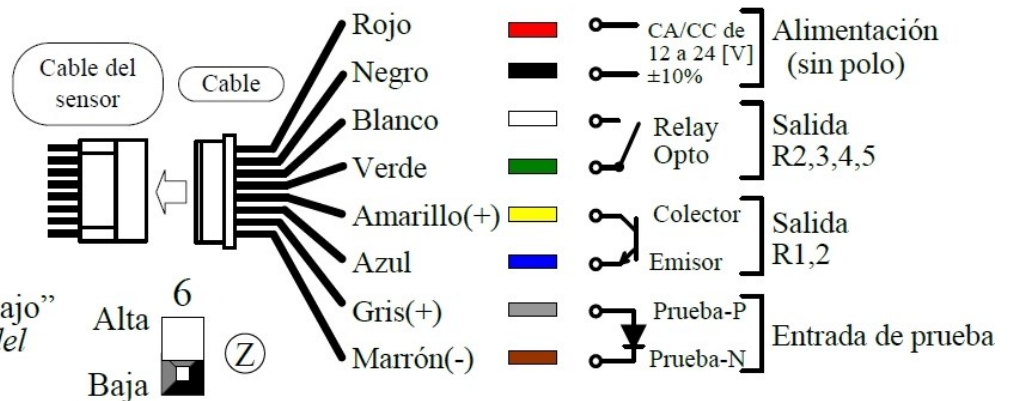 Cable del
sensor
Cable
Rojo
Negro
Blanco
Verde
Amarillo(+)
Azul
Gris(+)
Marrón(-)
CA/CC de
12 a 24 [V]
±10%
Alimentación
(sin polo)
Relay
Opto
Salida
R2,3,4,5
Colector
Emisor
Salida
R1,2
Prueba-P
Prueba-N
Entrada de prueba
ajo”
del
6
Alta
Baja
Z